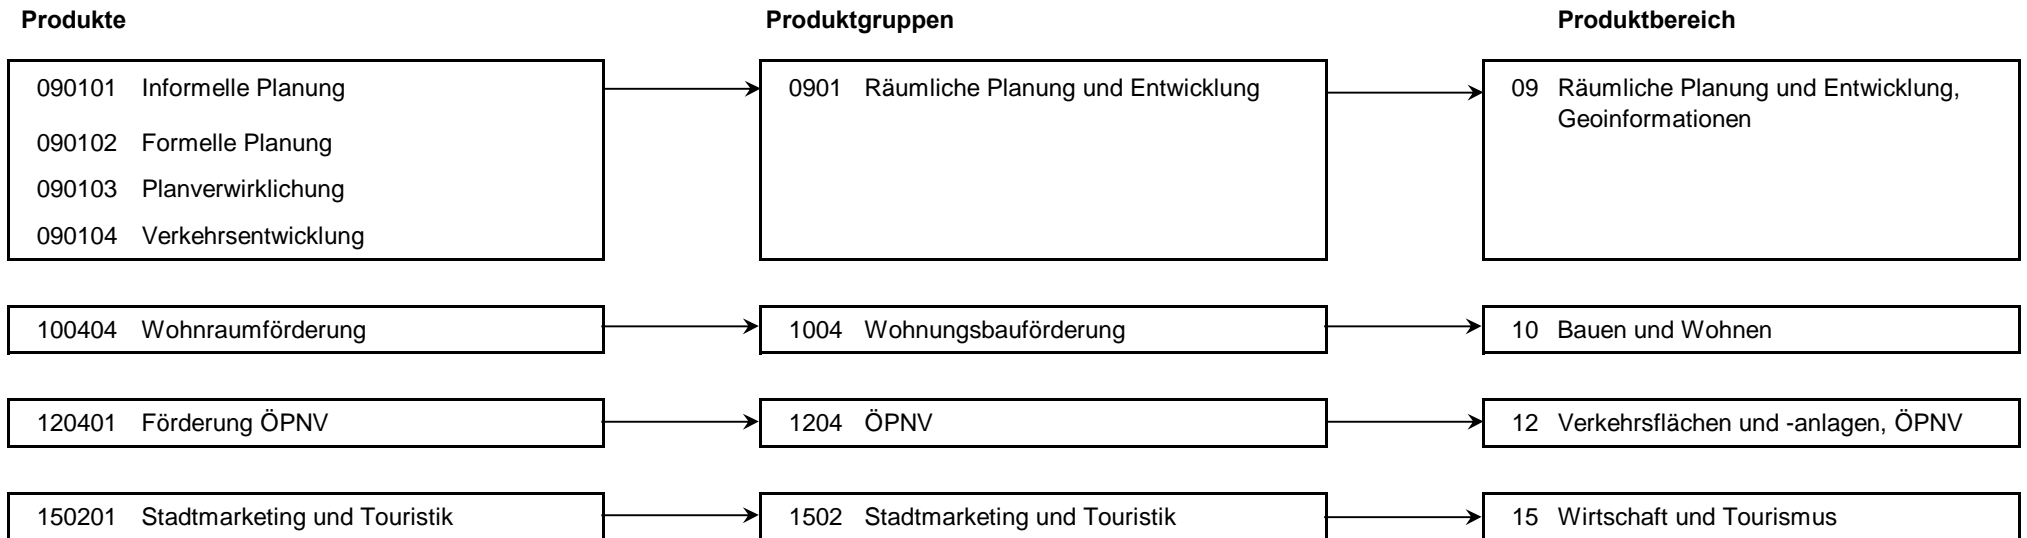 Produkte Produktgruppen Produktbereich
090101 Informelle Planung 0901 Räumliche Planung und Entwicklung 09 Räumliche Planung und Entwicklung,
Geoinformationen
090102 Formelle Planung
090103 Planverwirklichung
090104 Verkehrsentwicklung
100404 Wohnraumförderung 1004 Wohnungsbauförderung 10 Bauen und Wohnen
120401 Förderung ÖPNV 1204 ÖPNV 12 Verkehrsflächen und -anlagen, ÖPNV
150201 Stadtmarketing und Touristik 1502 Stadtmarketing und Touristik 15 Wirtschaft und Tourismus